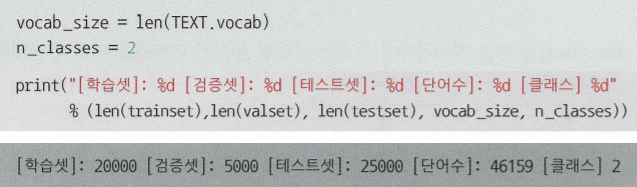 vocab_size = len(TEXT.vocab)
n_classes = 2
print("[학습셋]: %d [검증셋]: %d [테스트셋]: %d [단어수]: %d [클래스] %d"
% (len(trainset),len(valset), len(testset), vocab_size, n_classes))
[학습셋]: 20000 [검증셋]: 5000 [테스트셋]: 25000 [단어수]: 46159 [클래스] 2